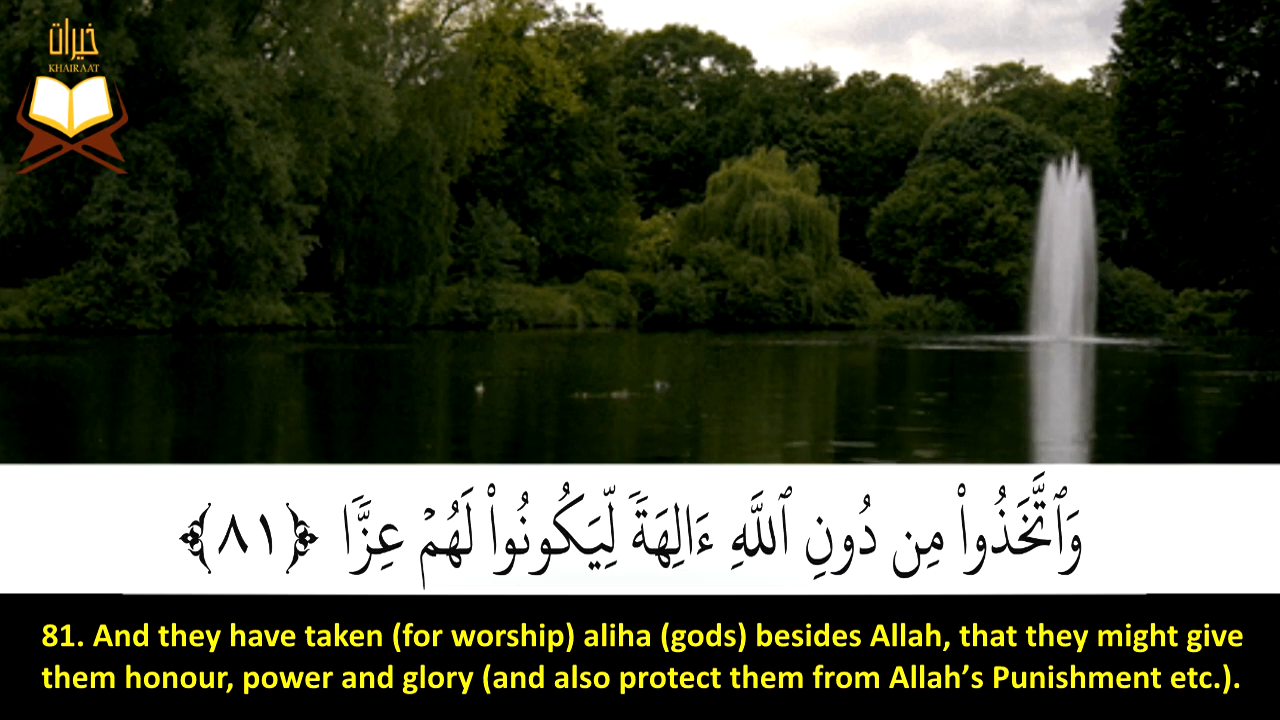 خيرات
KHAIRAAT
وَٱتَّخَذُوا۟ مِن دُونِ ٱللَّهِ ءَالِهَةً لِّيَكُونُوا۟ لَهُمْ عِزًّا ﴿٨١﴾
81. And they have taken (for worship) aliha (gods) besides Allah, that they might give
them honour, power and glory (and also protect them from Allah’s Punishment etc.).